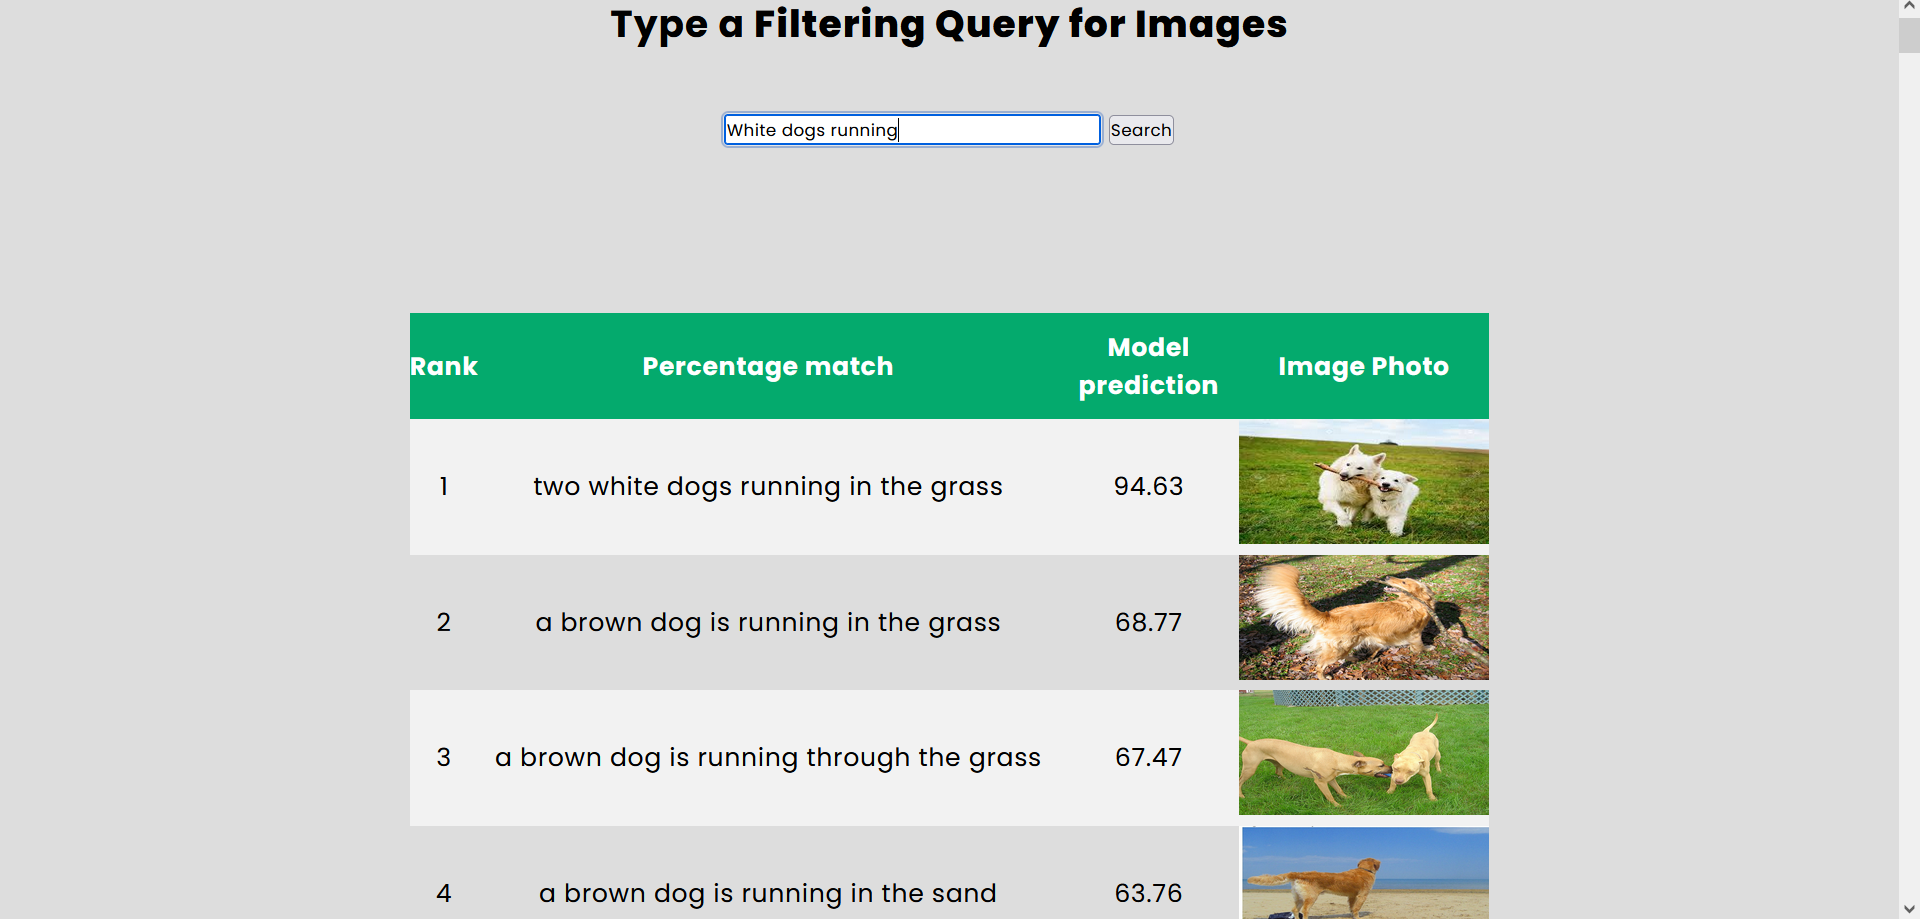 Type a Filtering Query for Images
White dogs running
Search
Rank
Percentage match
Model
prediction
Image Photo
1
two white dogs running in the grass
94.63
2
a brown dog is running in the grass
68.77
3
a brown dog is running through the grass
67.47
4
a brown dog is running in the sand
63.76